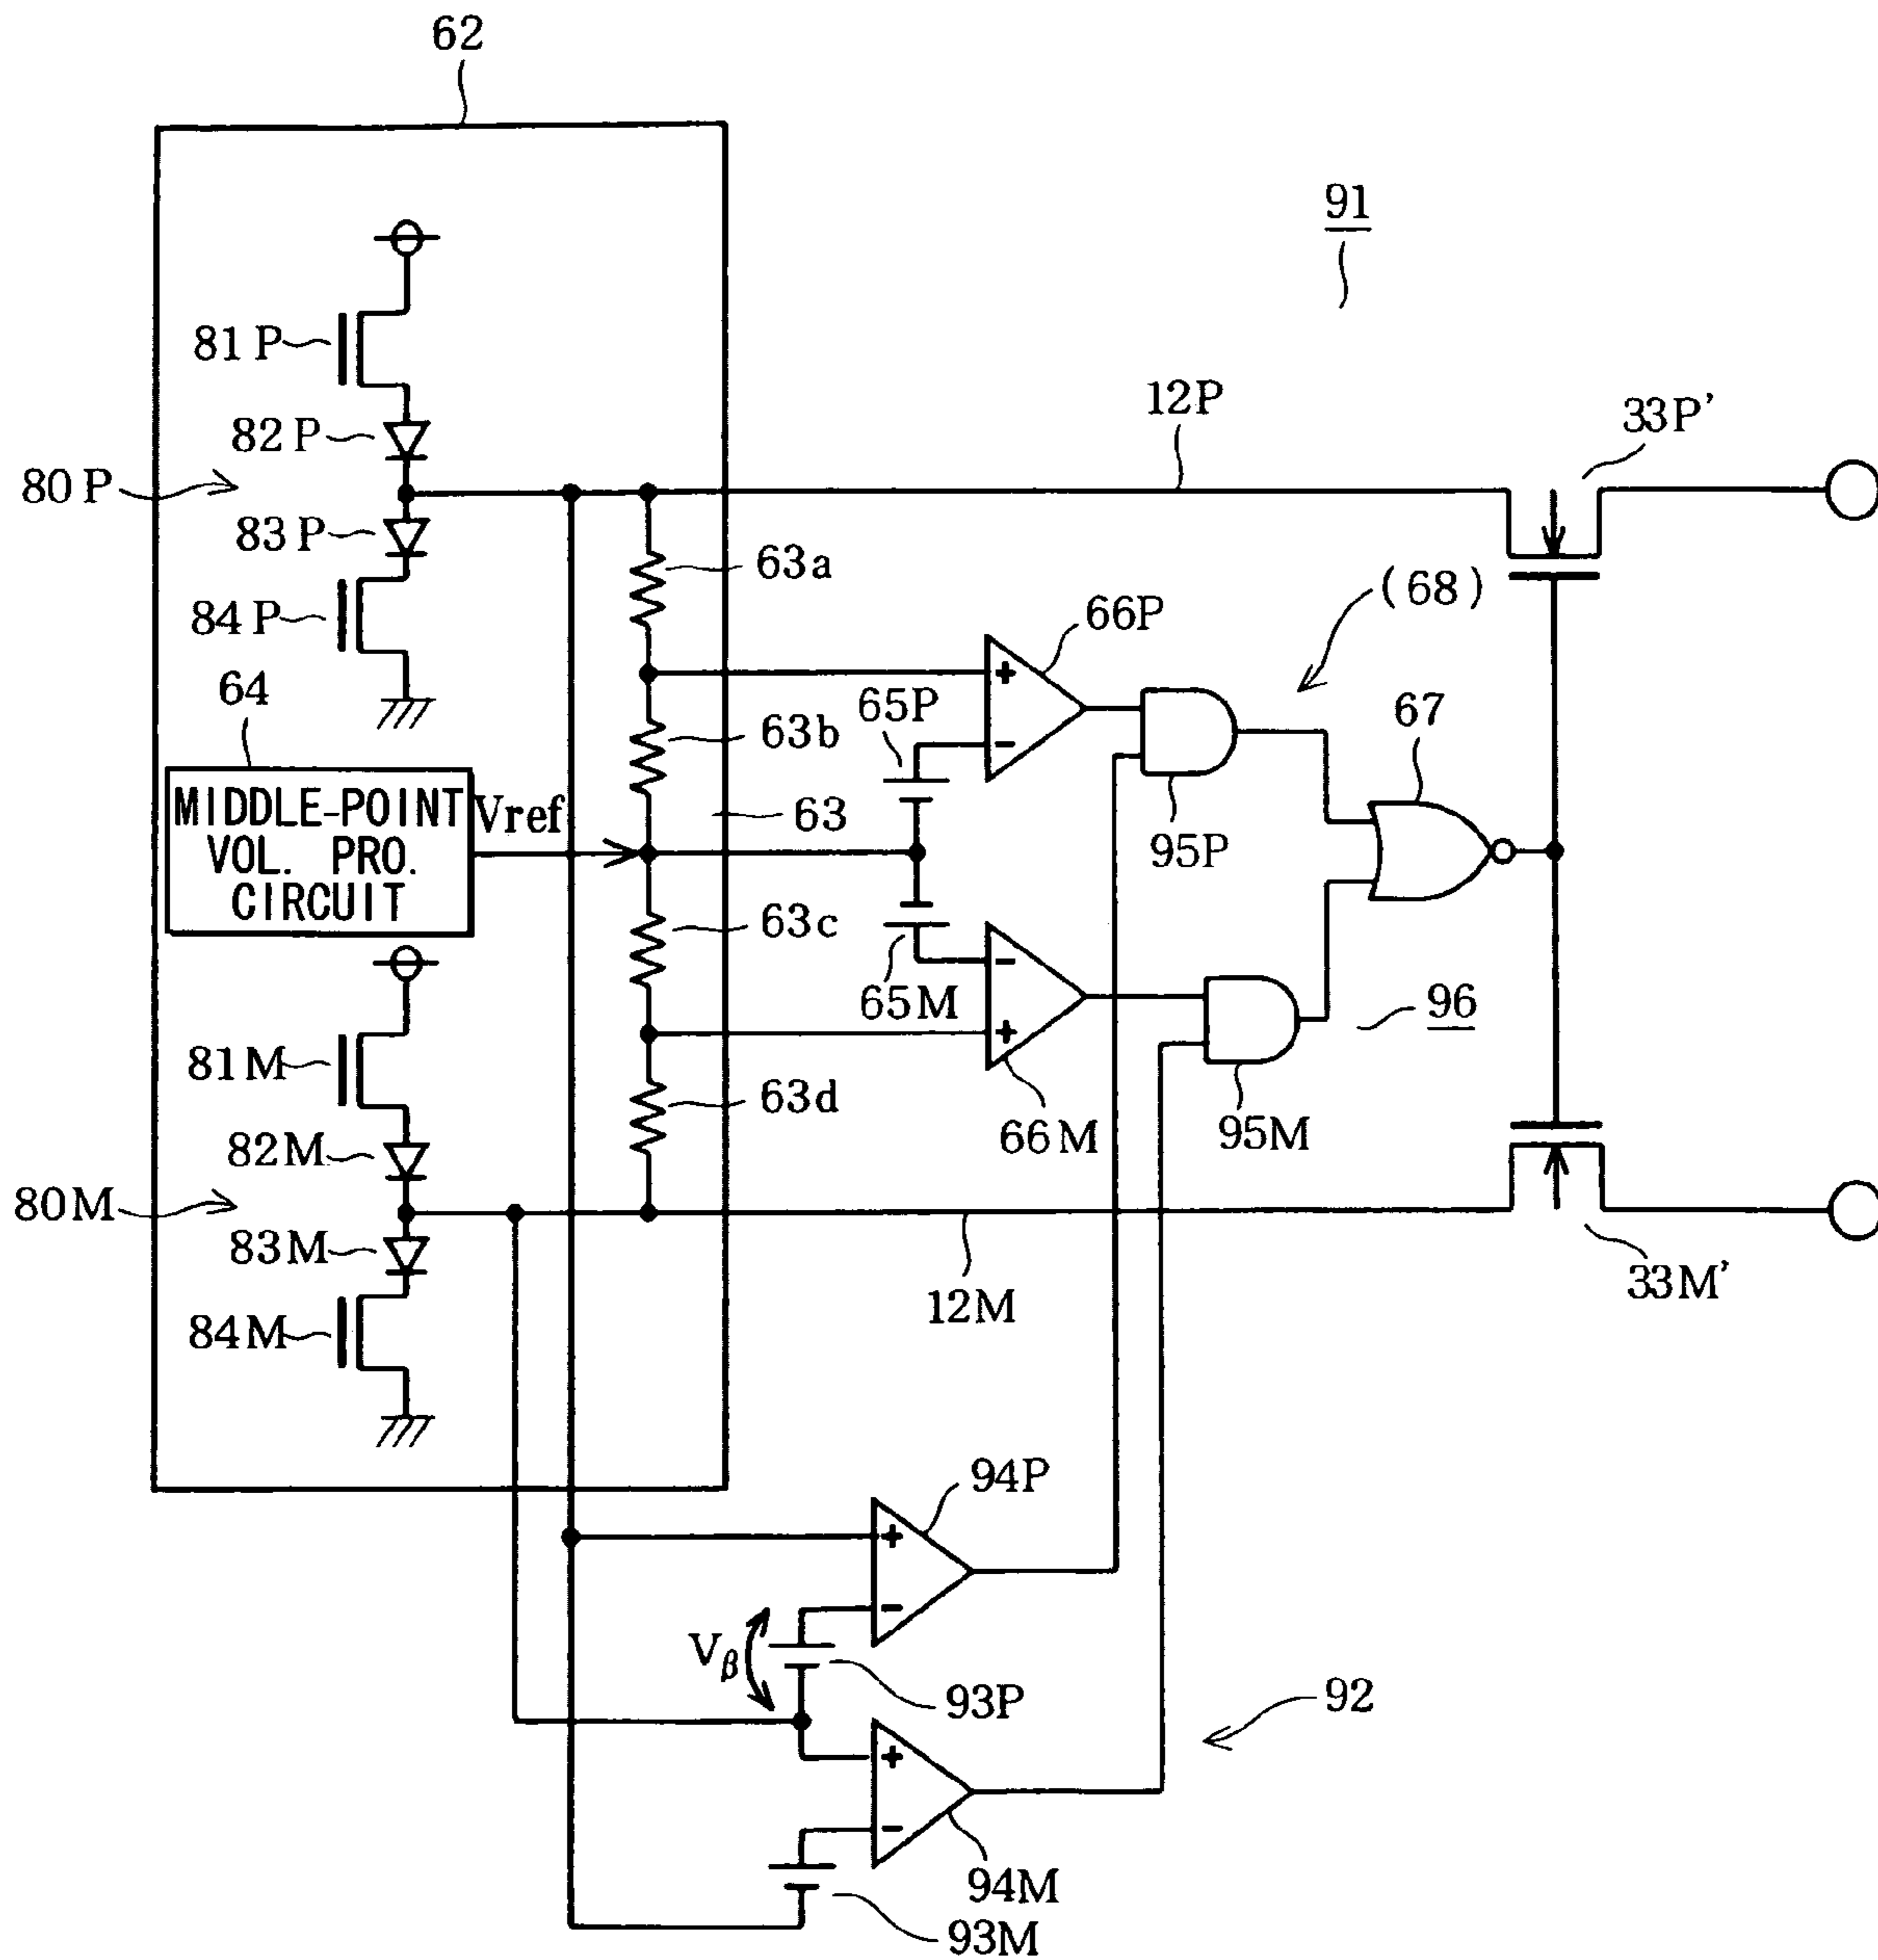 62
91
81P
82P
80P
83P
84P
64
MIDDLE-POINT
VOL. PRO.
CIRCUIT
Vref
63a
63b
63
63c
63d
12P
33P'
(68)
66P
65P
+
-
95P
67
65M
-
+
66M
95M
96
81M
82M
80M
83M
84M
12M
33M'
94P
+
-
Vβ
93P
92
+
-
94M
93M